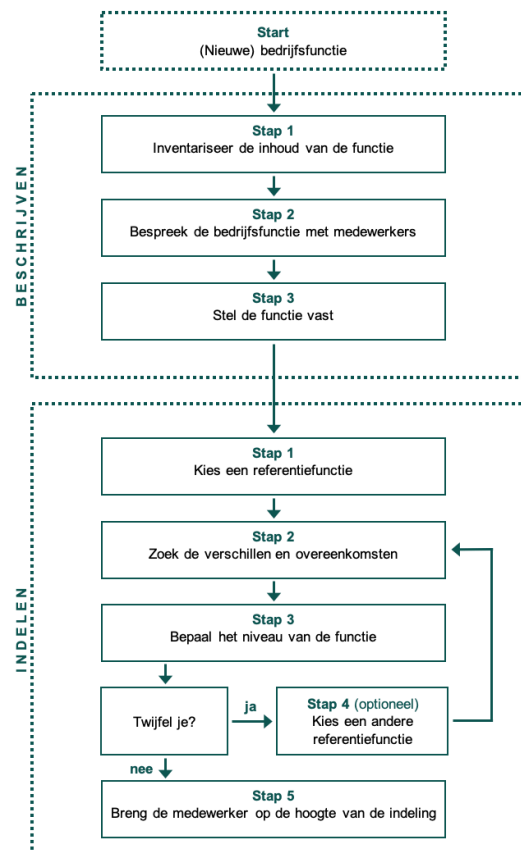 Start
(Nieuwe) bedrijfsfunctie
BESCHRIJVEN
Stap 1
Inventariseer de inhoud van de functie
Stap 2
Bespreek de bedrijfsfunctie met medewerkers
Stap 3
Stel de functie vast
INDELEN
Stap 1
Kies een referentiefunctie
Stap 2
Zoek de verschillen en overeenkomsten
Stap 3
Bepaal het niveau van de functie
Twijfel je?
ja
Stap 4 (optioneel)
Kies een andere
referentiefunctie
nee
Stap 5
Breng de medewerker op de hoogte van de indeling